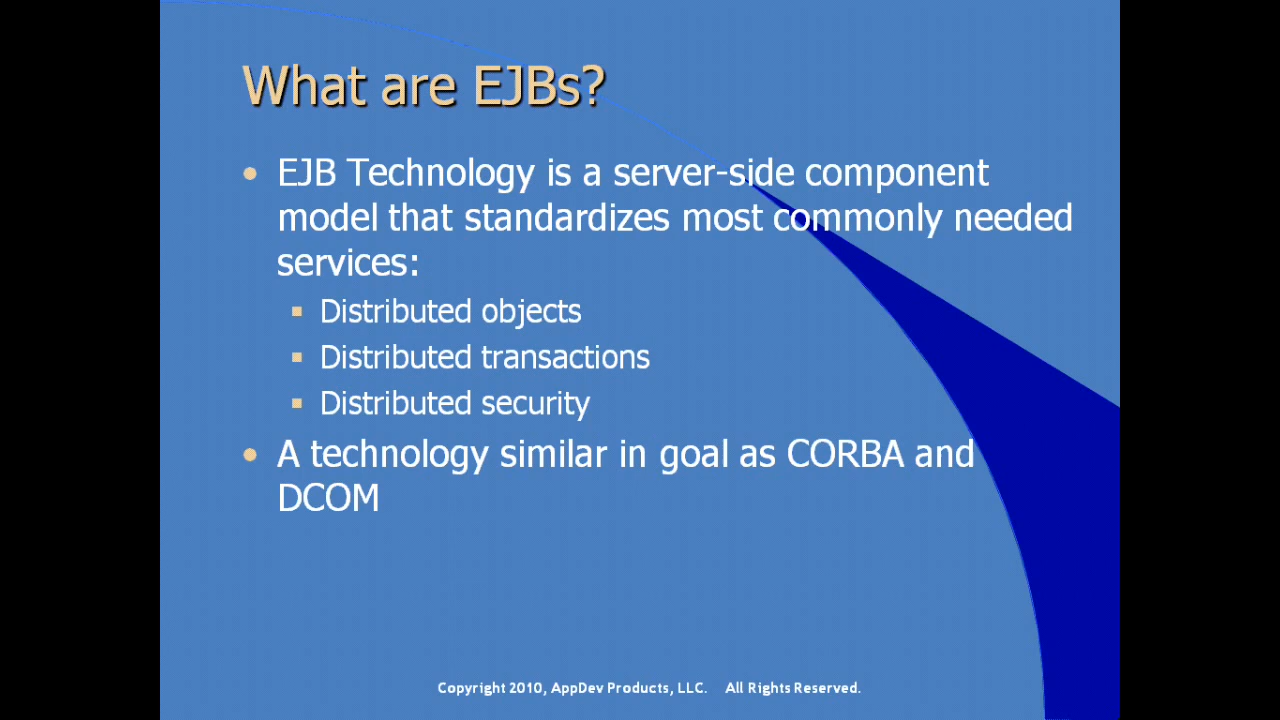 What are EJBs?
• EJB Technology is a server-side component
model that standardizes most commonly needed
services:
▪ Distributed objects
▪ Distributed transactions
▪ Distributed security
• A technology similar in goal as CORBA and
DCOM
Copyright 2010, AppDev Products, LLC. All Rights Reserved.